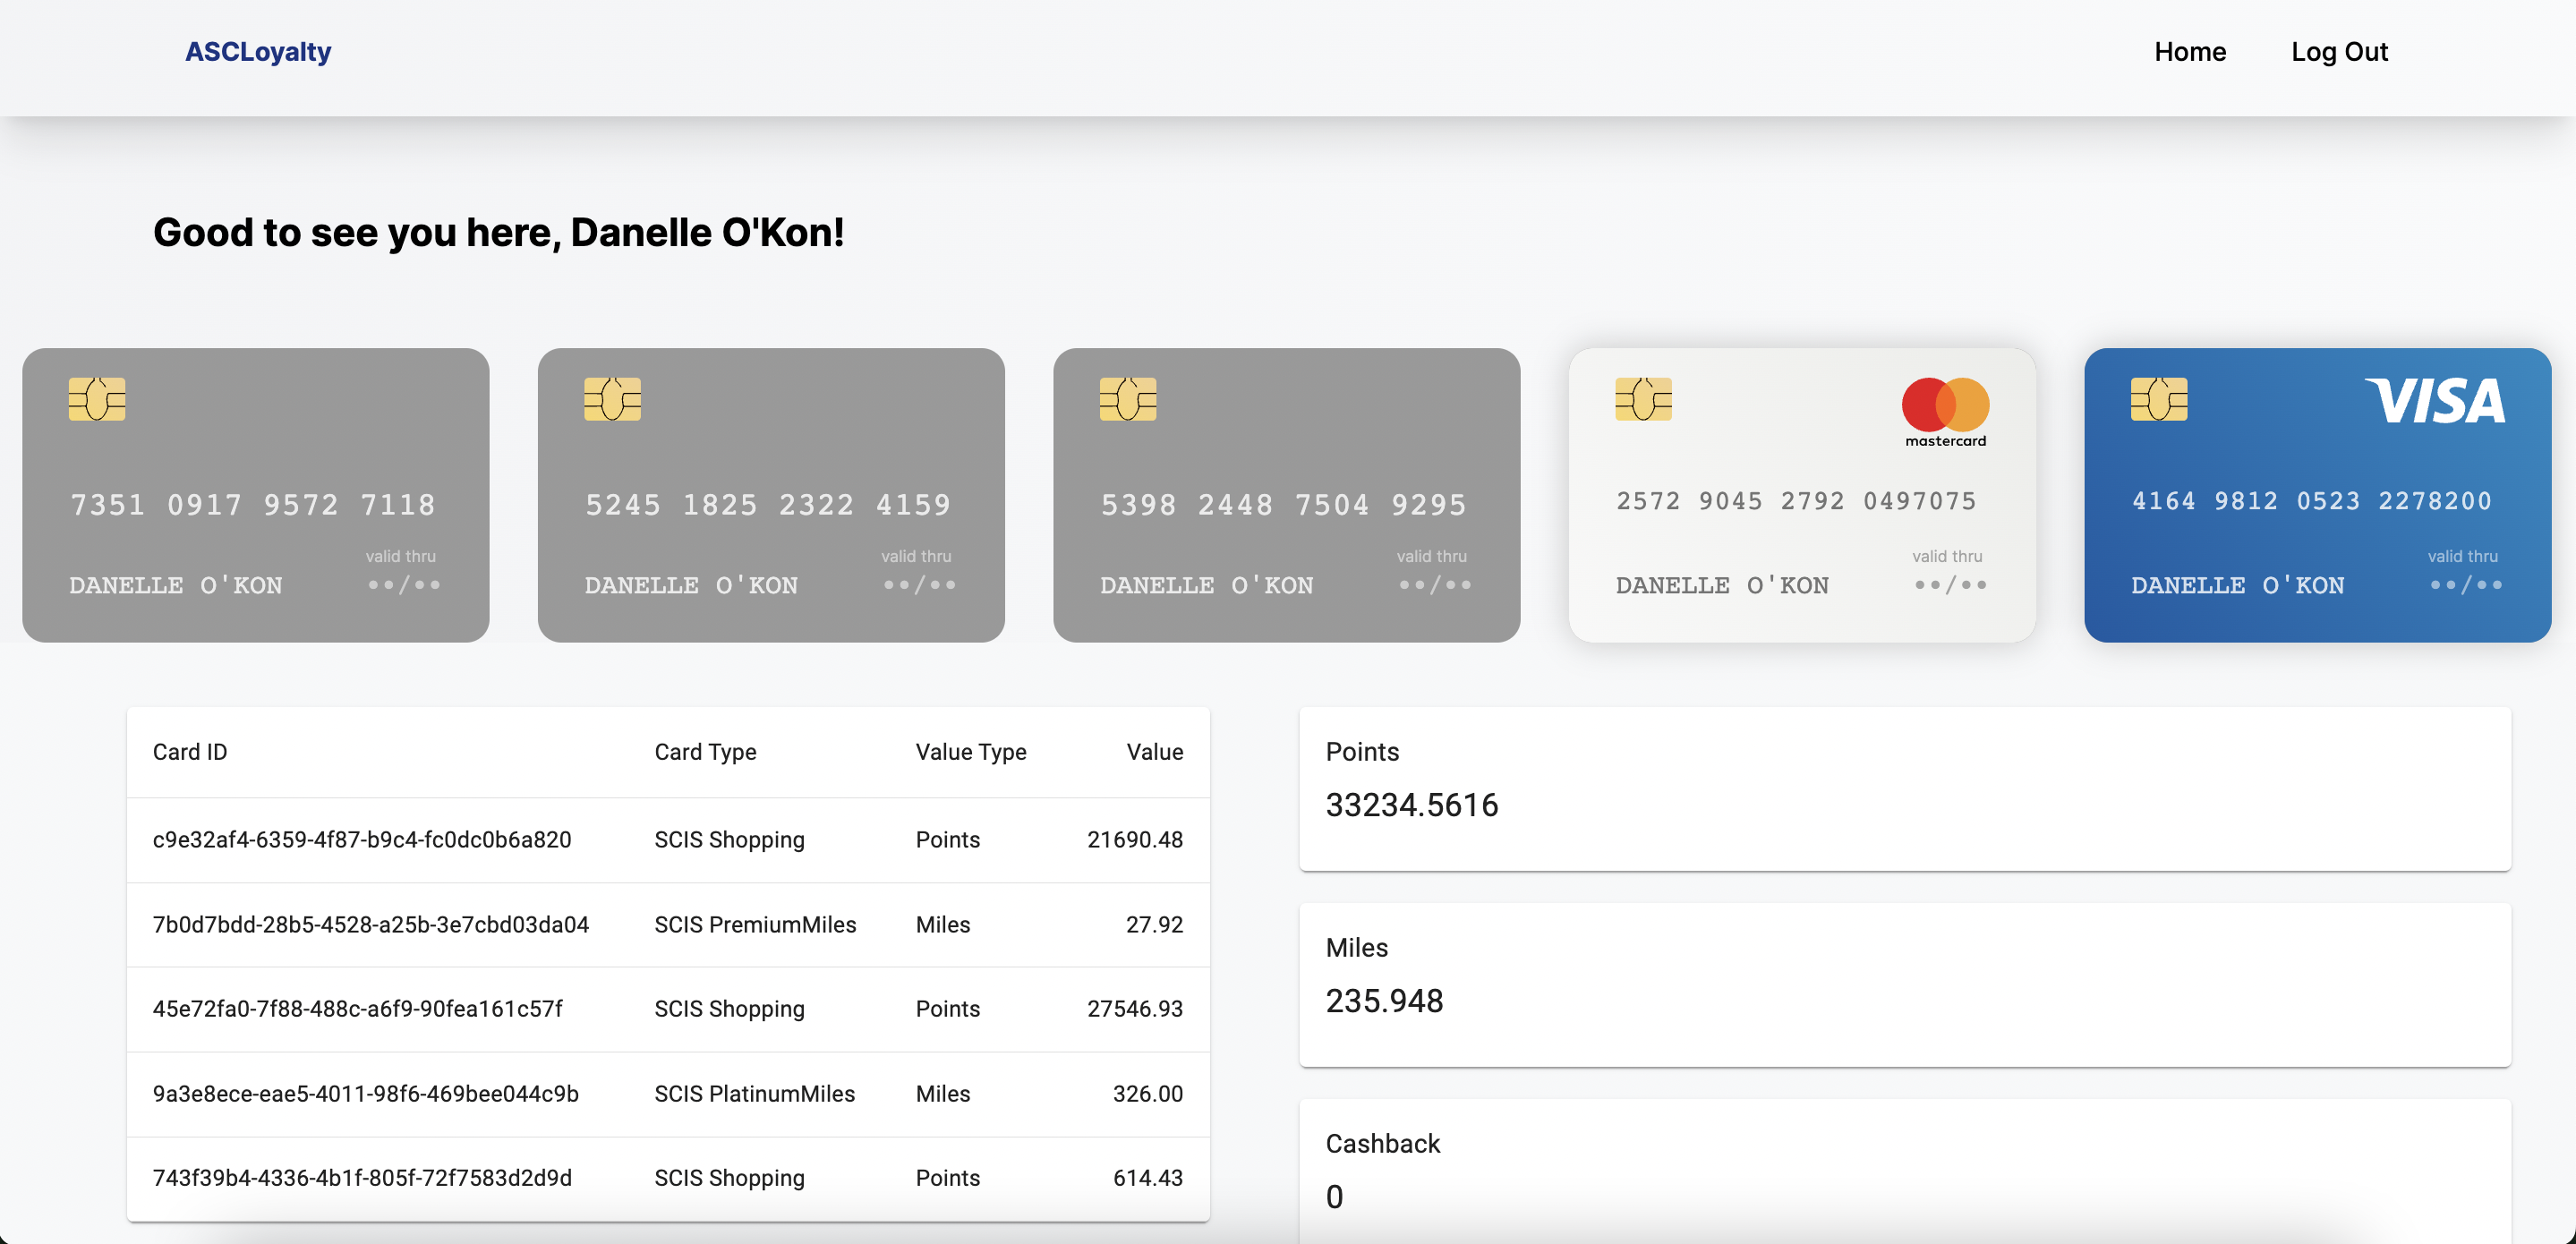 ASCLoyalty Home Log Out
Good to see you here, Danelle O'Kon!
7351 0917 9572 7118
valid thru
DANELLE O'KON ••/••
5245 1825 2322 4159
valid thru
DANELLE O'KON ••/••
5398 2448 7504 9295
valid thru
DANELLE O'KON ••/••
mastercard
2572 9045 2792 0497075
valid thru
DANELLE O'KON ••/••
VISA
4164 9812 0523 2278200
valid thru
DANELLE O'KON ••/••
Card ID Card Type Value Type Value
c9e32af4-6359-4f87-b9c4-fc0dc0b6a820 SCIS Shopping Points 21690.48
7b0d7bdd-28b5-4528-a25b-3e7cbd03da04 SCIS PremiumMiles Miles 27.92
45e72fa0-7f88-488c-a6f9-90fea161c57f SCIS Shopping Points 27546.93
9a3e8ece-eae5-4011-98f6-469bee044c9b SCIS PlatinumMiles Miles 326.00
743f39b4-4336-4b1f-805f-72f7583d2d9d SCIS Shopping Points 614.43
Points
33234.5616
Miles
235.948
Cashback
0